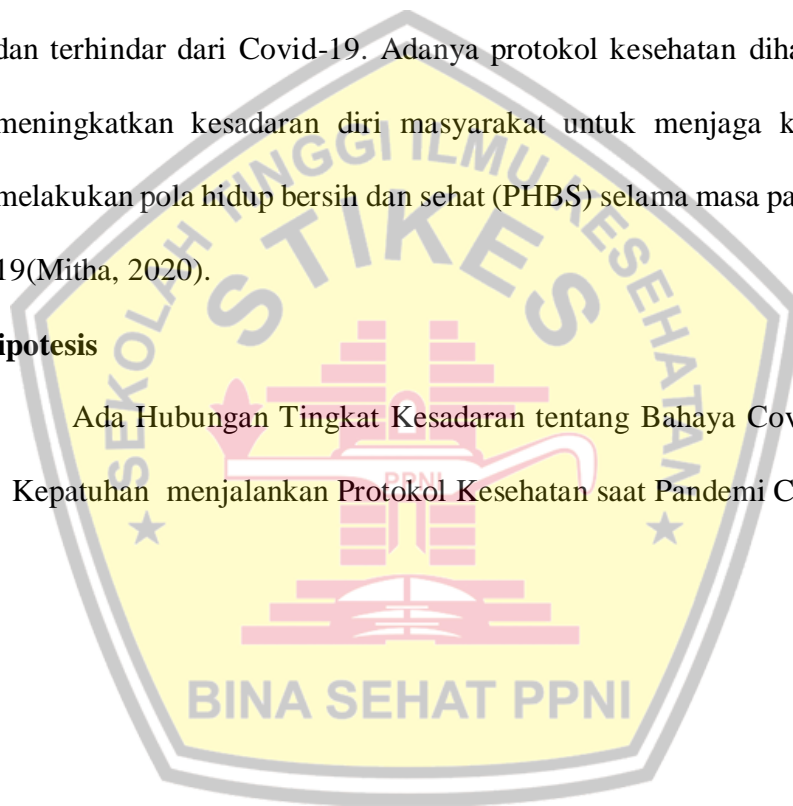 dan terhindar dari Covid-19. Adanya protokol kesehatan diha
meningkatkan kesadaran diri masyarakat untuk menjaga k
melakukan pola hidup bersih dan sehat (PHBS) selama masa pa
19(Mitha, 2020).
ipotesis
Ada Hubungan Tingkat Kesadaran tentang Bahaya Cov
Kepatuhan menjalankan Protokol Kesehatan saat Pandemi C
SEKOLAH TINGGI ILMU KESEHATAN
STIKES
PPNI
BINA SEHAT PPNI